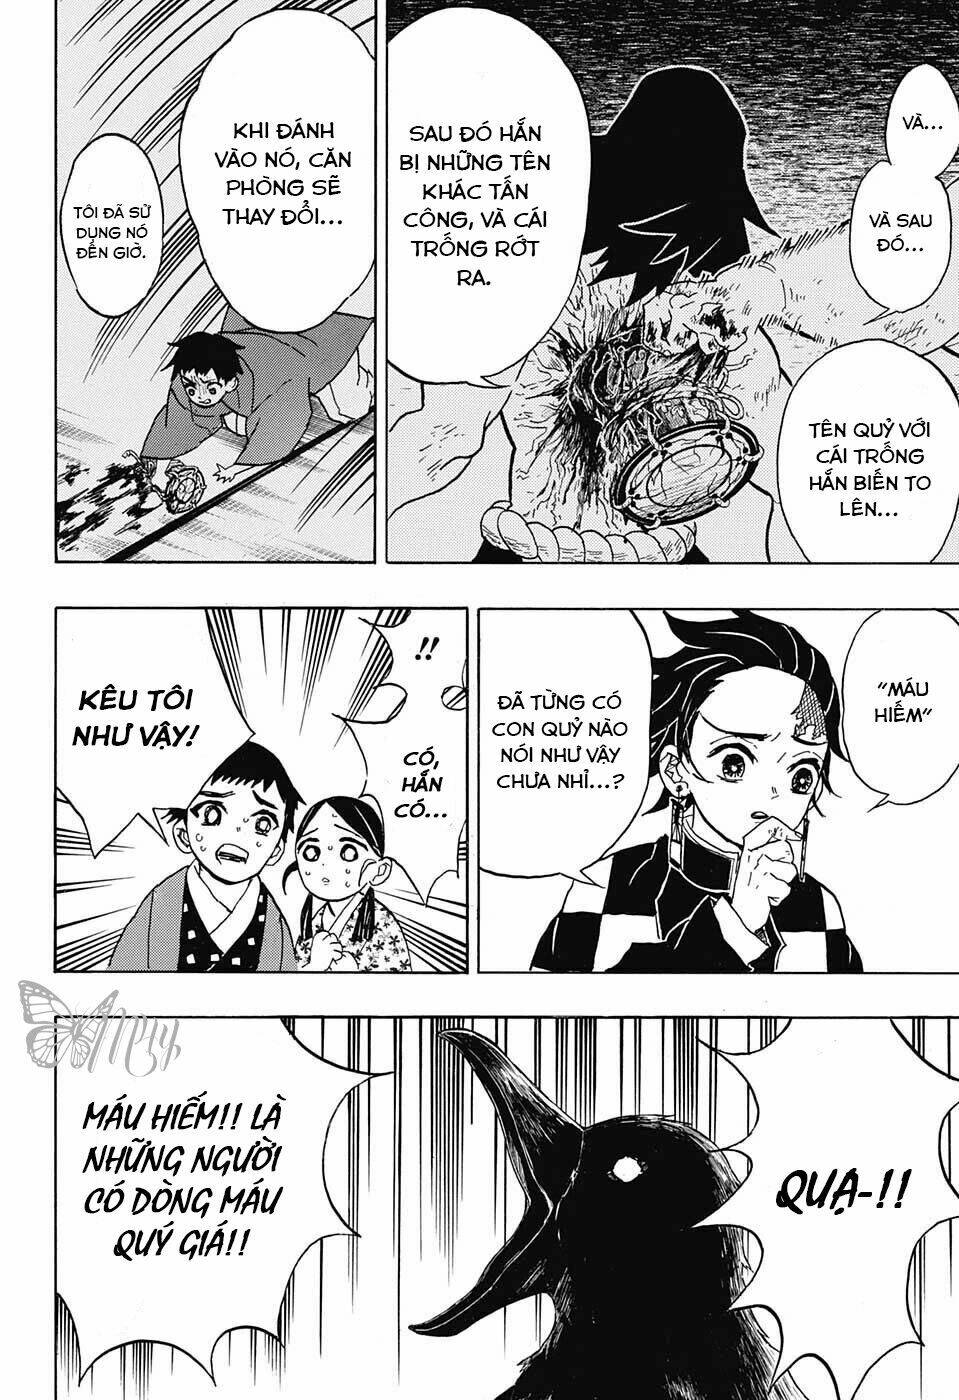 VÀ...
VÀ SAU
ĐÓ...
TÊN QUỶ VỚI
CÁI TRỐNG
HẮN BIẾN TO
LÊN...
SAU ĐÓ HẮN
BỊ NHỮNG TÊN
KHÁC TẤN
CÔNG, VÀ CÁI
TRỐNG RỚT
RA.
KHI ĐÁNH
VÀO NÓ, CĂN
PHÒNG SẼ
THAY ĐỔI...
TÔI ĐÃ SỬ
DỤNG NÓ
ĐẾN GIỜ.
"MÁU
HIẾM"
ĐÃ TỪNG CÓ
CON QUỶ NÀO
NÓI NHƯ VẬY
CHƯA NHỈ...?
!!
CÓ,
HẮN
CÓ...
KÊU TÔI
NHƯ VẬY!
QUẠ-!!
MÁU HIẾM!! LÀ
NHỮNG NGƯỜI
CÓ DÒNG MÁU
QUÝ GIÁ!!